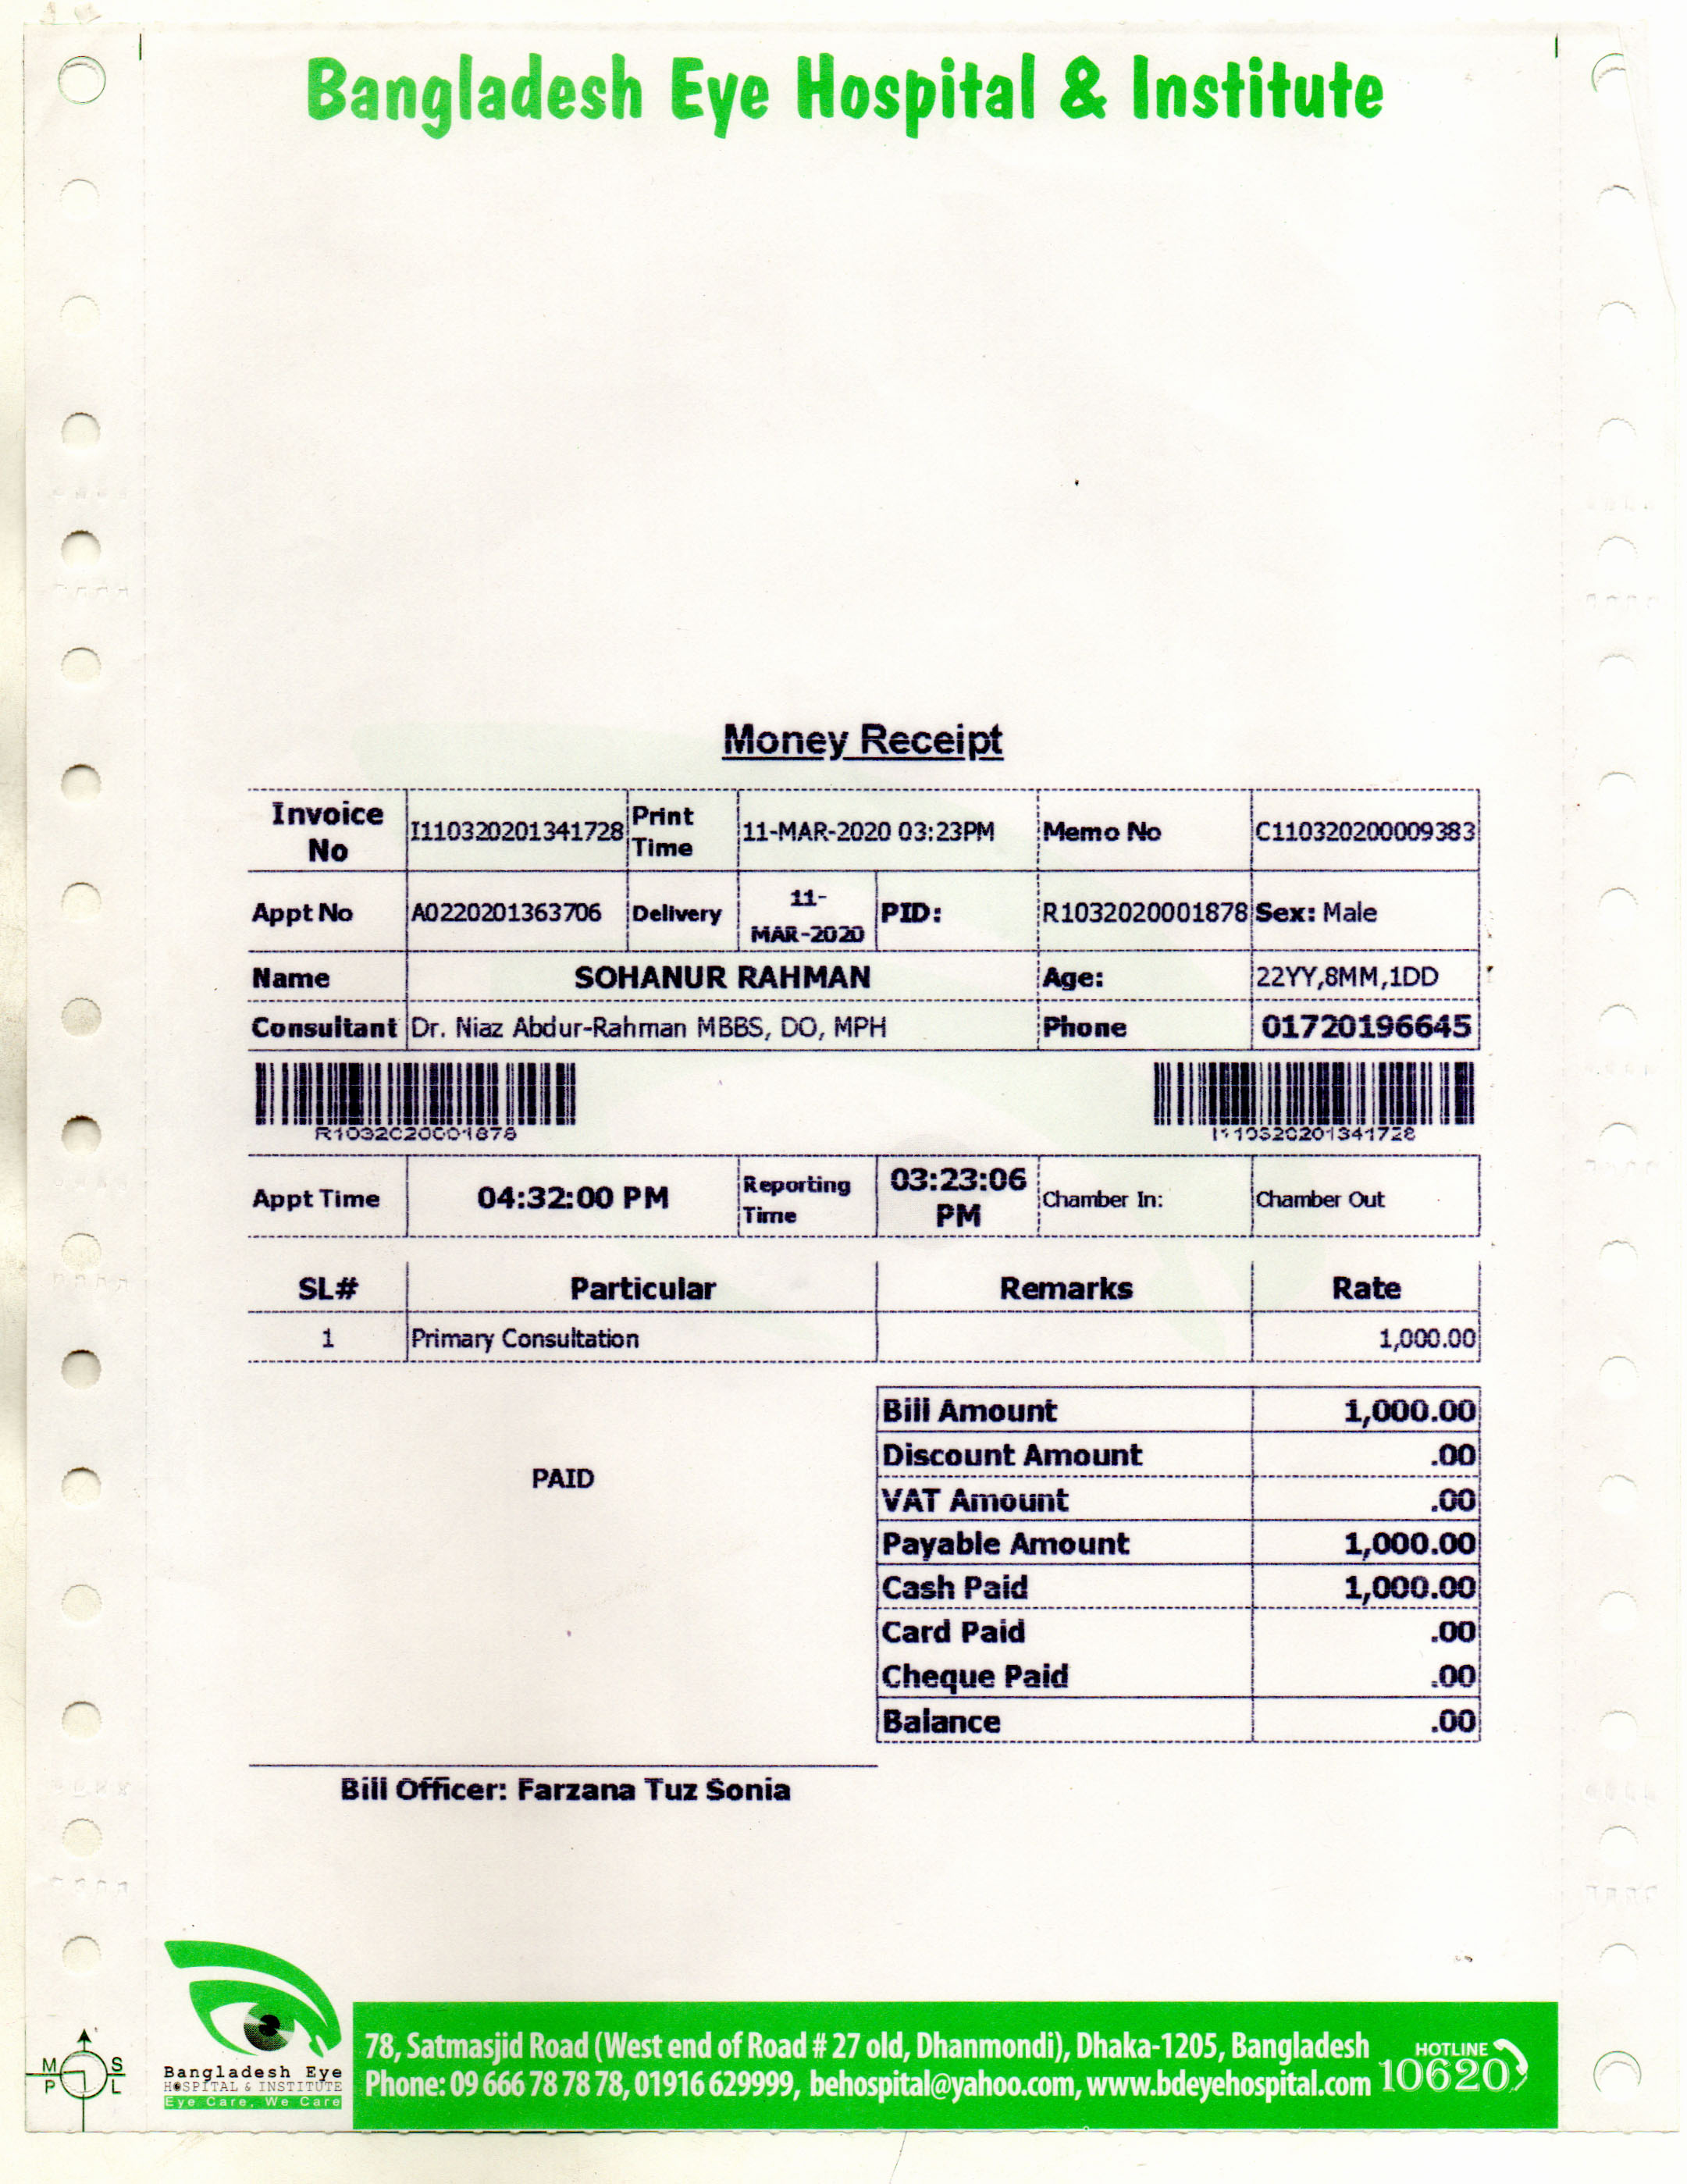 Bangladesh Eye Hospital & Institute
Money Receipt
Invoice No I110320201341728 Print Time 11-MAR-2020 03:23PM Memo No C110320200009383
Appt No A02202013637​06 Delivery 11-MAR-2020 PID: R1032020001878 Sex: Male
Name SOHANUR RAHMAN Age: 22YY,8MM,1DD
Consultant Dr. Niaz Abdur-Rahman MBBS, DO, MPH Phone 01720196645
R1032020001878 I110320201341728
Appt Time 04:32:00 PM Reporting Time 03:23:06 PM Chamber In: Chamber Out
SL# Particular Remarks Rate
1 Primary Consultation 1,000.00
Bill Amount 1,000.00
Discount Amount .00
PAID
VAT Amount .00
Payable Amount 1,000.00
Cash Paid 1,000.00
Card Paid .00
Cheque Paid .00
Balance .00
Bill Officer: Farzana Tuz Sonia
Bangladesh Eye
HOSPITAL & INSTITUTE
Eye Care, We Care
78, Satmasjid Road (West end of Road # 27 old, Dhanmondi), Dhaka-1205, Bangladesh
Phone: 09 666 78 78 78, 01916 629999, behospital@yahoo.com, www.bdeyehospital.com
HOTLINE
10620
M S
P L